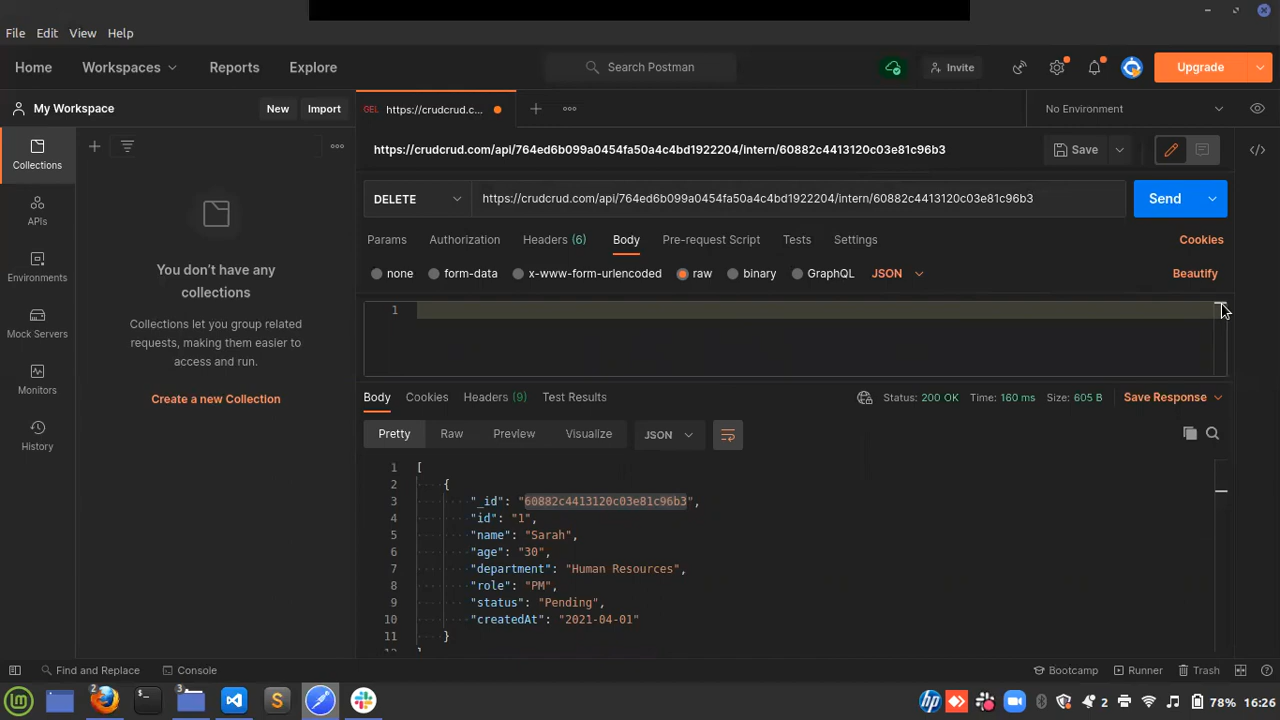 File Edit View Help
Home Workspaces Reports Explore Search Postman Invite Upgrade
My Workspace New Import
GEL https://crudcrud.c... No Environment
Collections
APIs
Environments
Mock Servers
Monitors
History
You don't have any
collections
Collections let you group related
requests, making them easier to
access and run.
Create a new Collection
https://crudcrud.com/api/764ed6b099a0454fa50a4c4bd1922204/intern/60882c4413120c03e81c96b3 Save
DELETE https://crudcrud.com/api/764ed6b099a0454fa50a4c4bd1922204/intern/60882c4413120c03e81c96b3 Send
Params Authorization Headers (6) Body Pre-request Script Tests Settings Cookies
none form-data x-www-form-urlencoded raw binary GraphQL JSON Beautify
1
Body Cookies Headers (9) Test Results Status: 200 OK Time: 160 ms Size: 605 B Save Response
Pretty Raw Preview Visualize JSON
1 [
2 {
3 "_id": "60882c4413120c03e81c96b3",
4 "id": "1",
5 "name": "Sarah",
6 "age": "30",
7 "department": "Human Resources",
8 "role": "PM",
9 "status": "Pending",
10 "createdAt": "2021-04-01"
11 }
Find and Replace Console Bootcamp Runner Trash
2 3 hp 2 78% 16:26